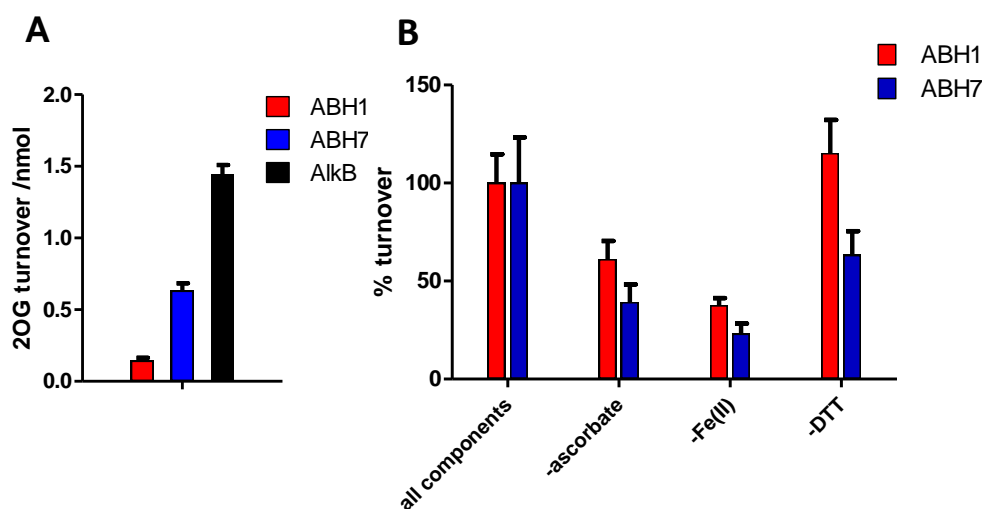 A
2OG turnover /nmol
2.0
1.5
1.0
0.5
0.0
ABH1
ABH7
AlkB
B
ABH1
ABH7
% turnover
150
100
50
0
all components
-ascorbate
-Fe(II)
-DTT